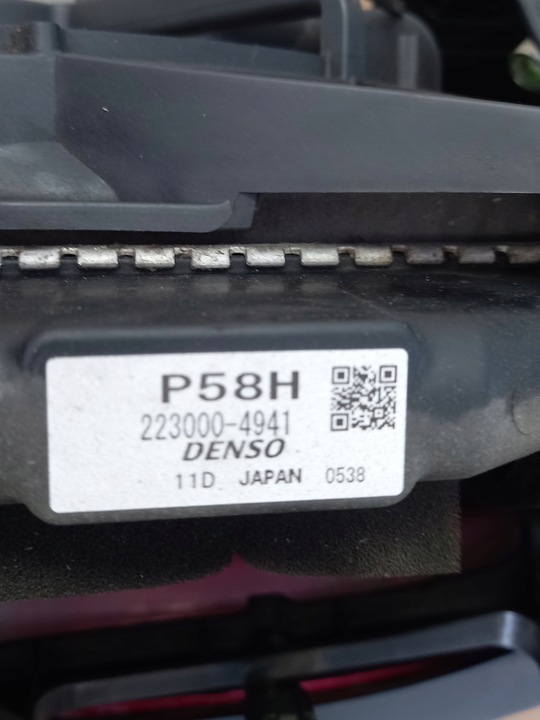 P58H
223000-4941
DENSO
11D JAPAN 0538